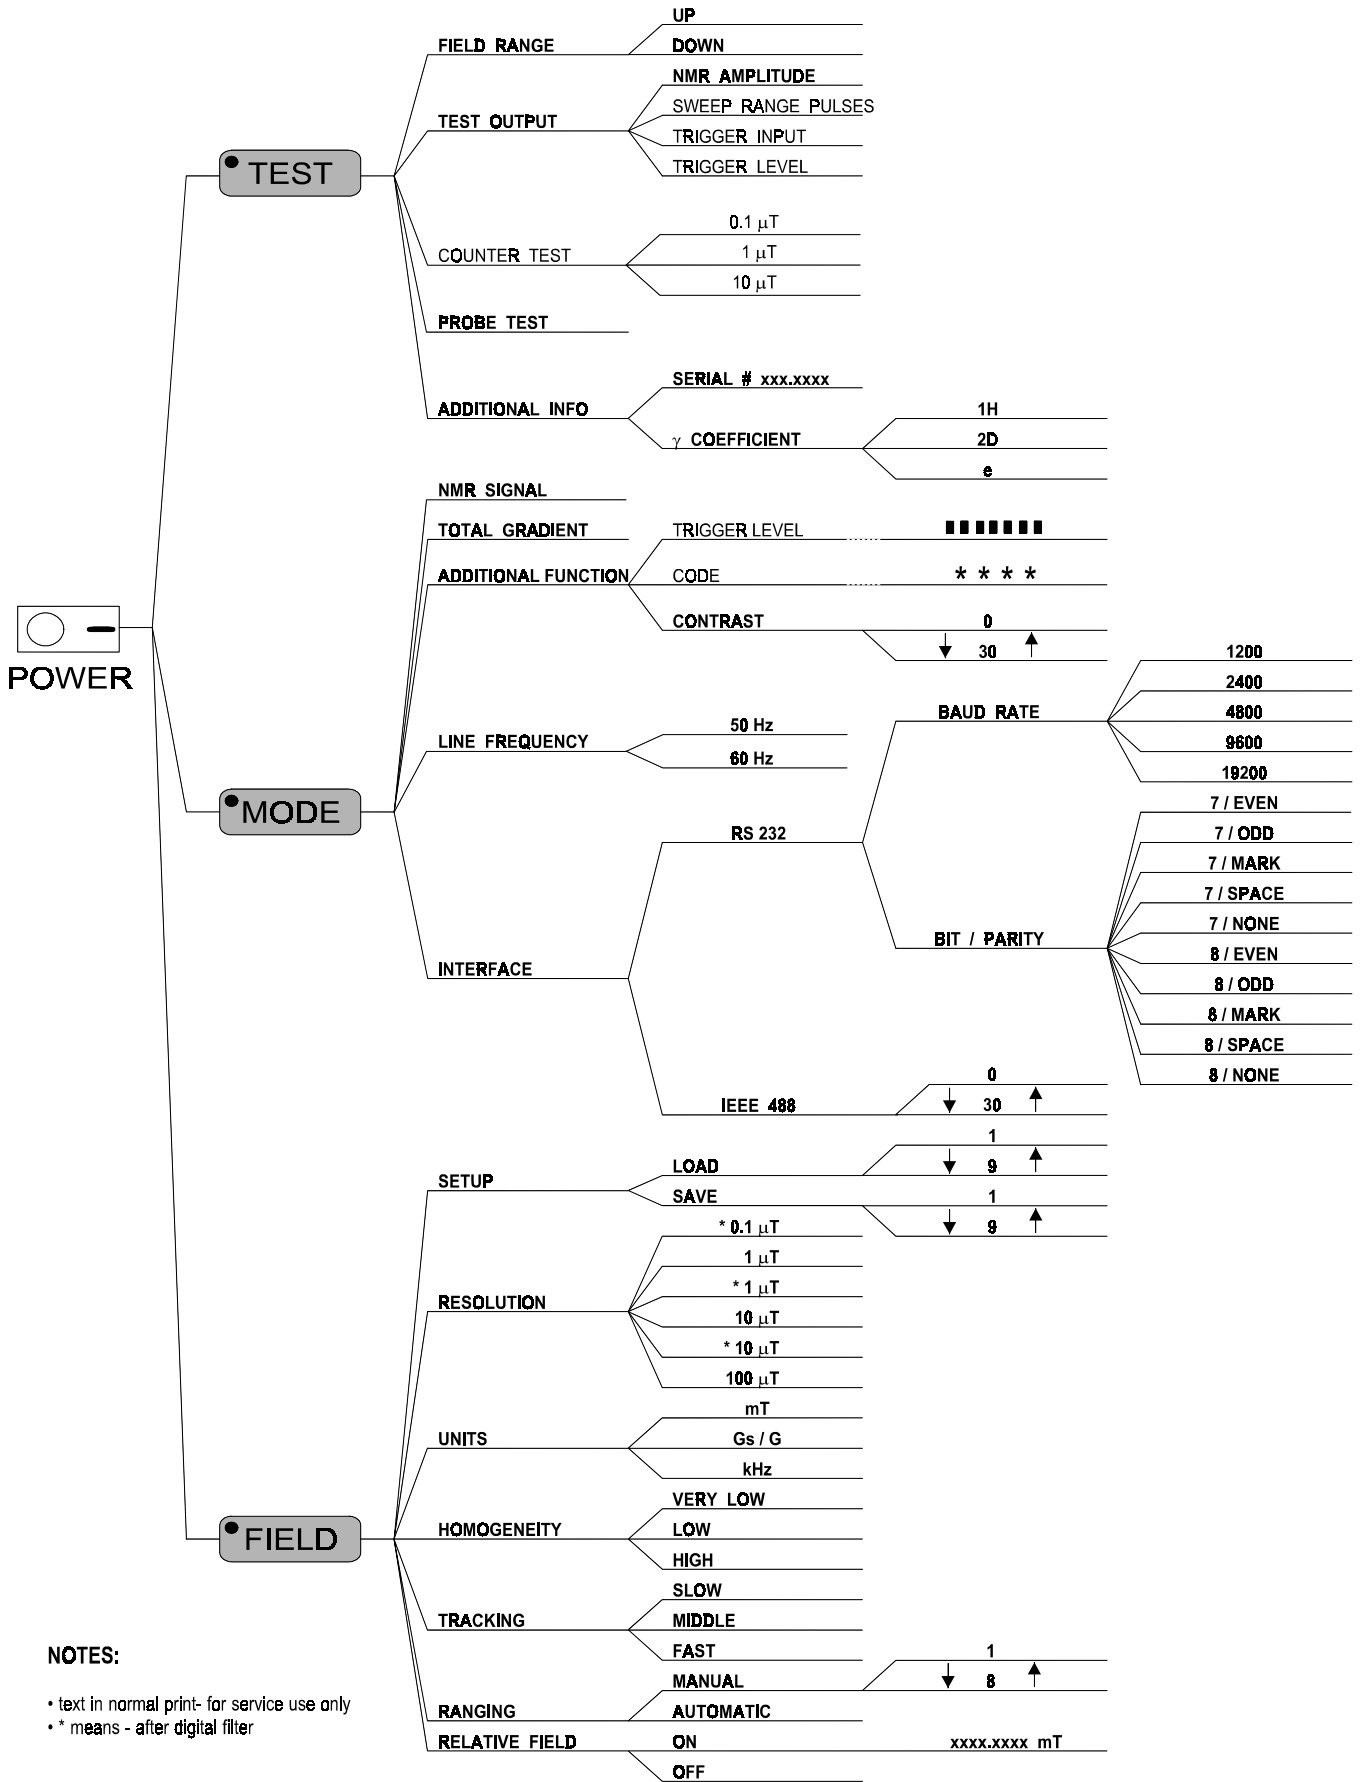 POWER
TEST
FIELD RANGE
UP
DOWN
TEST OUTPUT
NMR AMPLITUDE
SWEEP RANGE PULSES
TRIGGER INPUT
TRIGGER LEVEL
COUNTER TEST
0.1 μT
1 μT
10 μT
PROBE TEST
ADDITIONAL INFO
SERIAL # xxx.xxxx
γ COEFFICIENT
1H
2D
e
MODE
NMR SIGNAL
TOTAL GRADIENT
ADDITIONAL FUNCTION
TRIGGER LEVEL
CODE
* * * *
CONTRAST
0
30
LINE FREQUENCY
50 Hz
60 Hz
INTERFACE
RS 232
BAUD RATE
1200
2400
4800
9600
19200
BIT / PARITY
7 / EVEN
7 / ODD
7 / MARK
7 / SPACE
7 / NONE
8 / EVEN
8 / ODD
8 / MARK
8 / SPACE
8 / NONE
IEEE 488
0
30
FIELD
SETUP
LOAD
1
9
SAVE
1
9
RESOLUTION
* 0.1 μT
1 μT
* 1 μT
10 μT
* 10 μT
100 μT
UNITS
mT
Gs / G
kHz
HOMOGENEITY
VERY LOW
LOW
HIGH
TRACKING
SLOW
MIDDLE
FAST
RANGING
MANUAL
1
8
AUTOMATIC
RELATIVE FIELD
ON
xxxx.xxxx mT
OFF
NOTES:
• text in normal print- for service use only
• * means - after digital filter